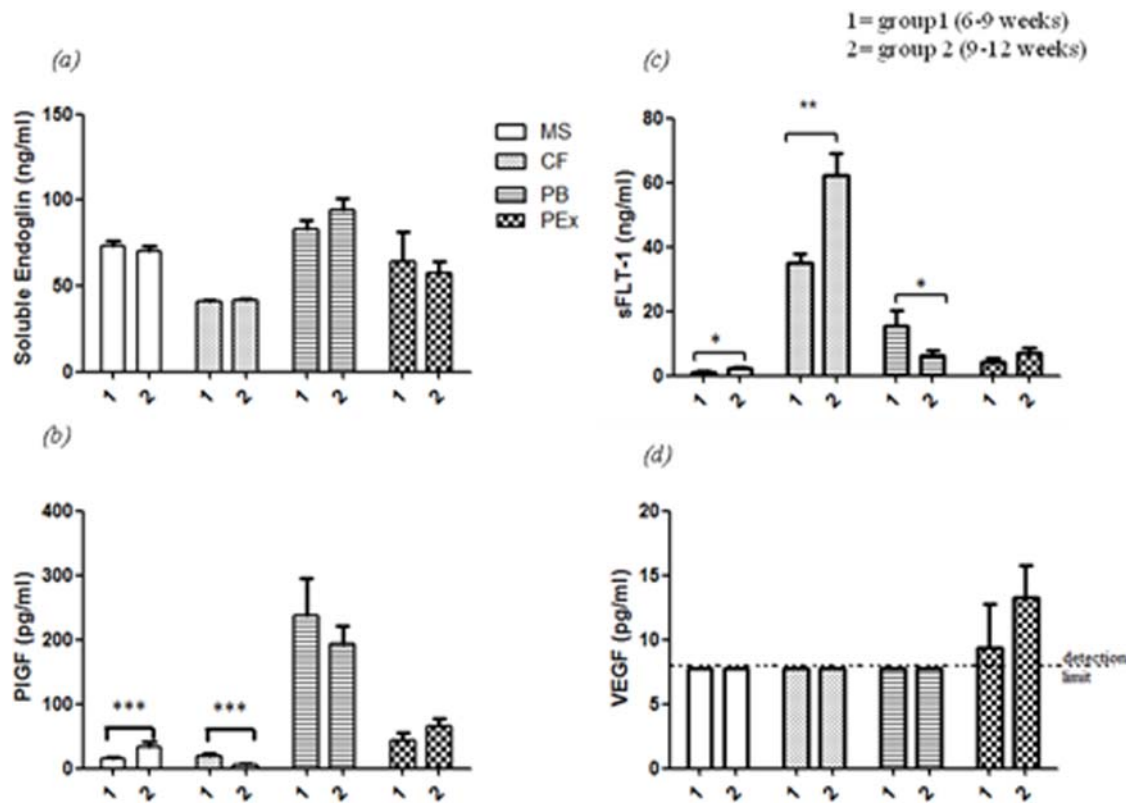 1= group1 (6-9 weeks)
2= group 2 (9-12 weeks)
(a)
Soluble Endoglin (ng/ml)
150
100
50
0
1 2 1 2 1 2 1 2
MS
CF
PB
PEx
(c)
sFLT-1 (ng/ml)
80
60
40
20
0
*
**
*
1 2 1 2 1 2 1 2
(b)
PlGF (pg/ml)
400
300
200
100
0
***
***
1 2 1 2 1 2 1 2
(d)
VEGF (pg/ml)
20
15
10
5
0
detection
limit
1 2 1 2 1 2 1 2